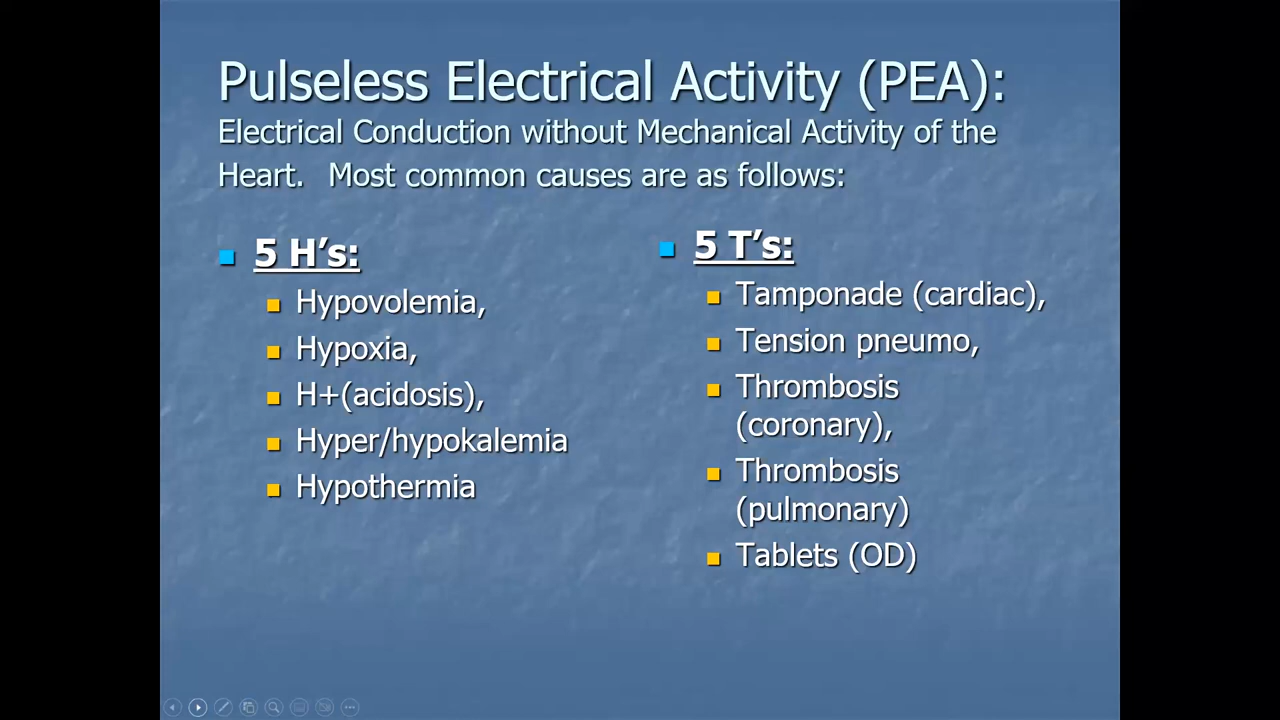 Pulseless Electrical Activity (PEA):
Electrical Conduction without Mechanical Activity of the
Heart.  Most common causes are as follows:
5 H’s:
Hypovolemia,
Hypoxia,
H+(acidosis),
Hyper/hypokalemia
Hypothermia
5 T’s:
Tamponade (cardiac),
Tension pneumo,
Thrombosis
(coronary),
Thrombosis
(pulmonary)
Tablets (OD)